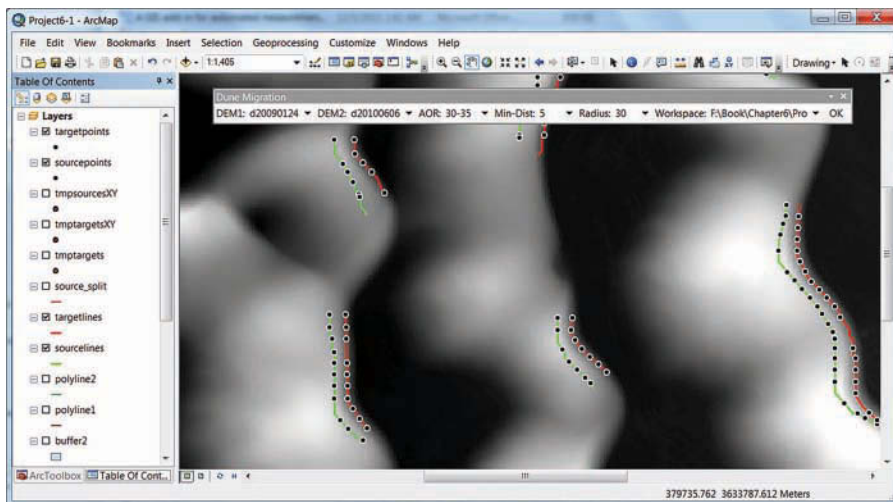 Project6-1 - ArcMap
File Edit View Bookmarks Insert Selection Geoprocessing Customize Windows Help
1:1,405
Drawing
Table Of Contents
Dune Migration
DEM1: d20090124 DEM2: d20100606 AOR: 30-35 Min-Dist: 5 Radius: 30 Workspace: F:\Book\Chapter6\Pro OK
Layers
targetpoints
sourcepoints
tmpsourcesXY
tmptargetsXY
tmptargets
source_split
targetlines
sourcelines
polyline2
polyline1
buffer2
ArcToolbox Table Of Cont...
379735.762 3633787.612 Meters